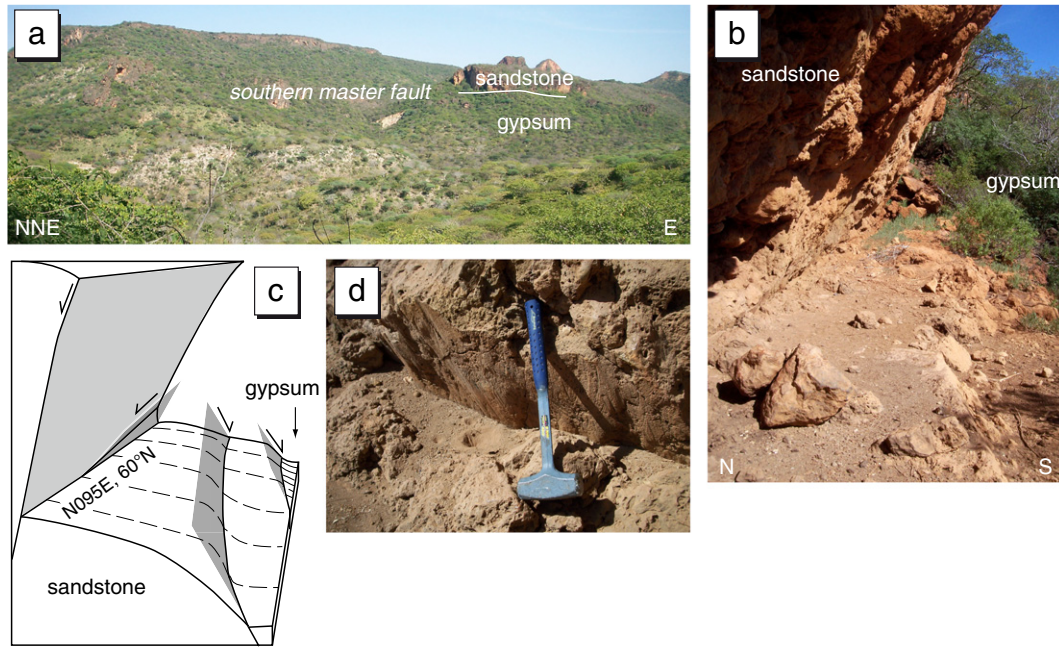 a
southern master fault
sandstone
gypsum
NNE
E
b
sandstone
gypsum
N
S
c
gypsum
N095E, 60°N
sandstone
d